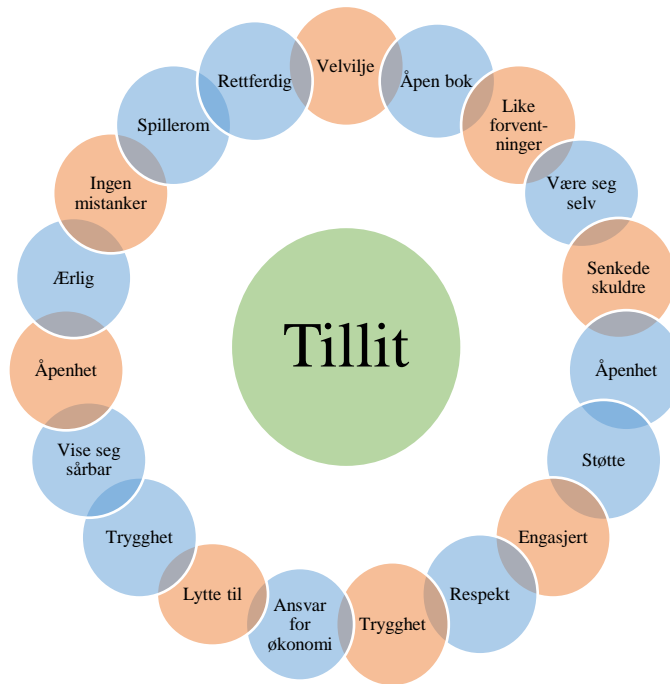 Velvilje
Åpen bok
Like
forvent-
ninger
Være seg
selv
Senkede
skuldre
Åpenhet
Støtte
Engasjert
Respekt
Trygghet
Ansvar
for
økonomi
Lytte til
Trygghet
Vise seg
sårbar
Åpenhet
Ærlig
Ingen
mistanker
Spillerom
Rettferdig
Tillit